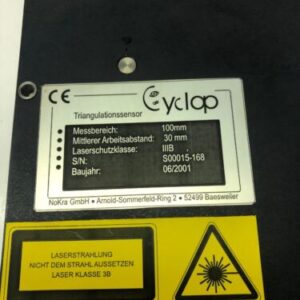 CE Cyclop
Triangulationssensor
• Messbereich: 100mm
• Mittlerer Arbeitsabstand: 30 mm
• Laserschutzklasse: IIIB
• S/N: S00015-168
• Baujahr: 06/2001
NoKra GmbH • Arnold-Sommerfeld-Ring 2 • 52499 Baesweiler
LASERSTRAHLUNG
NICHT DEM STRAHL AUSSETZEN
LASER KLASSE 3B